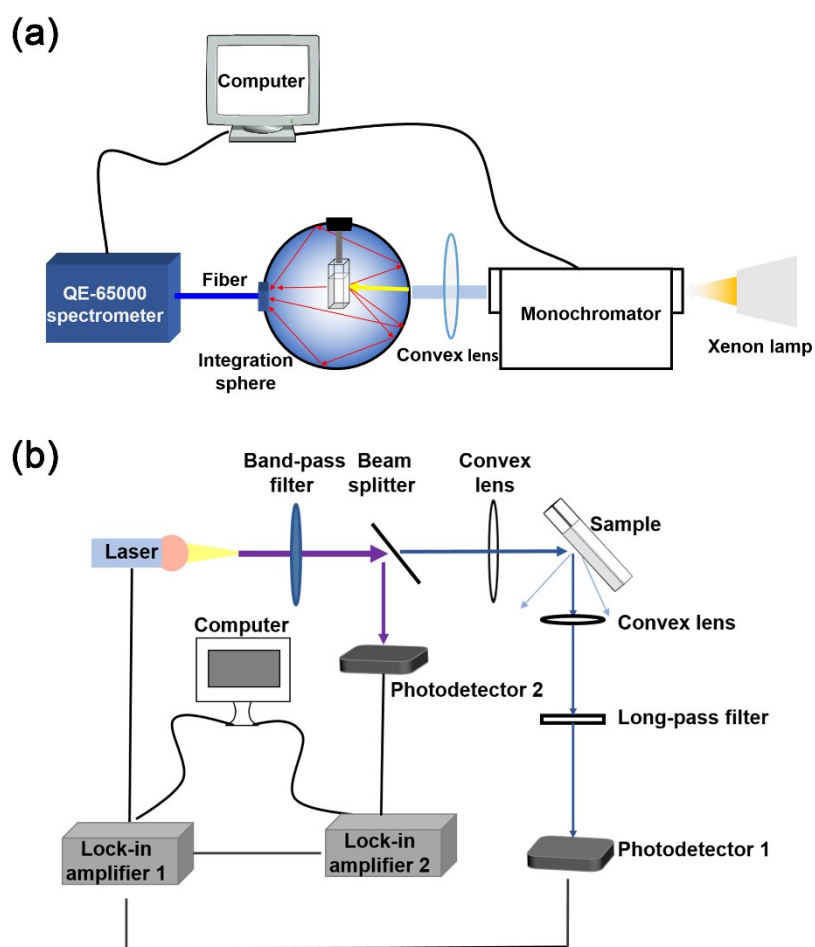 (a)
Computer
QE-65000
spectrometer
Fiber
Integration
sphere
Convex lens
Monochromator
Xenon lamp
(b)
Band-pass
filter
Beam
splitter
Convex
lens
Sample
Laser
Computer
Convex lens
Photodetector 2
Long-pass filter
Lock-in
amplifier 1
Lock-in
amplifier 2
Photodetector 1